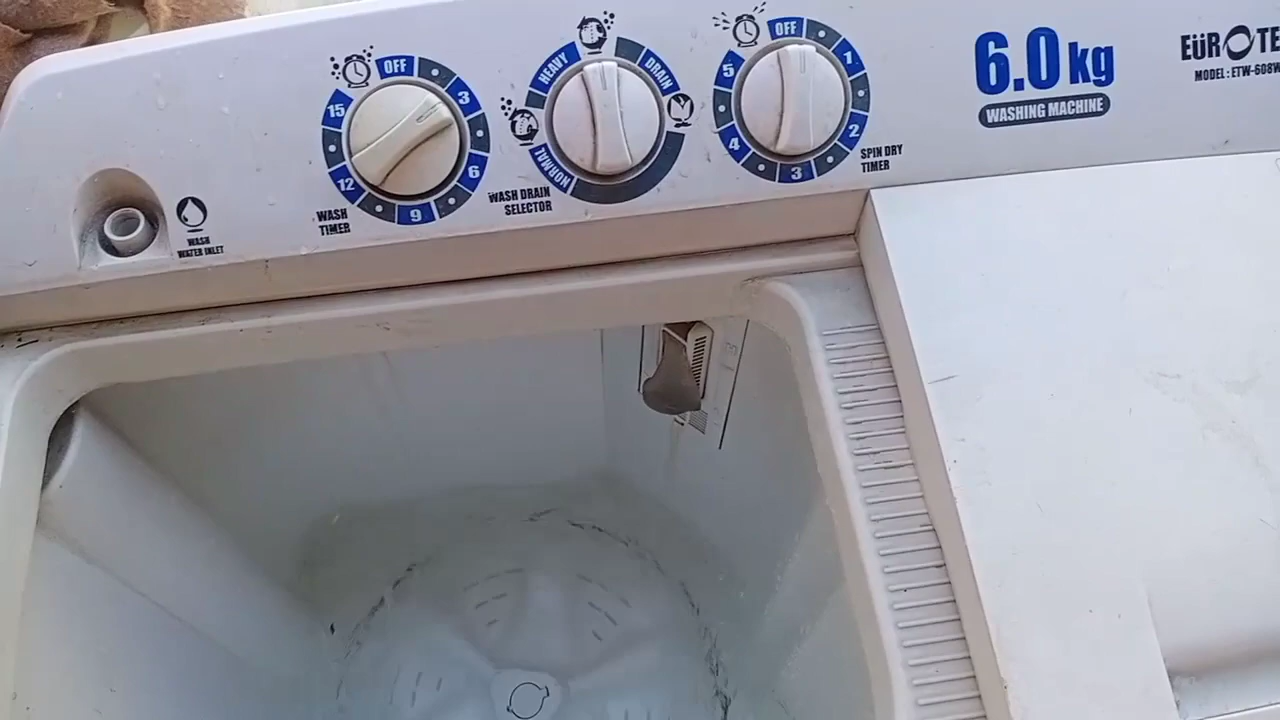 OFF
3
6
9
12
15
WASH
TIMER
WASH
WATER INLET
HEAVY
DRAIN
NORMAL
WASH DRAIN
SELECTOR
OFF
1
2
3
4
5
SPIN DRY
TIMER
6.0 kg
WASHING MACHINE
EÜROTE
MODEL : ETW-608W